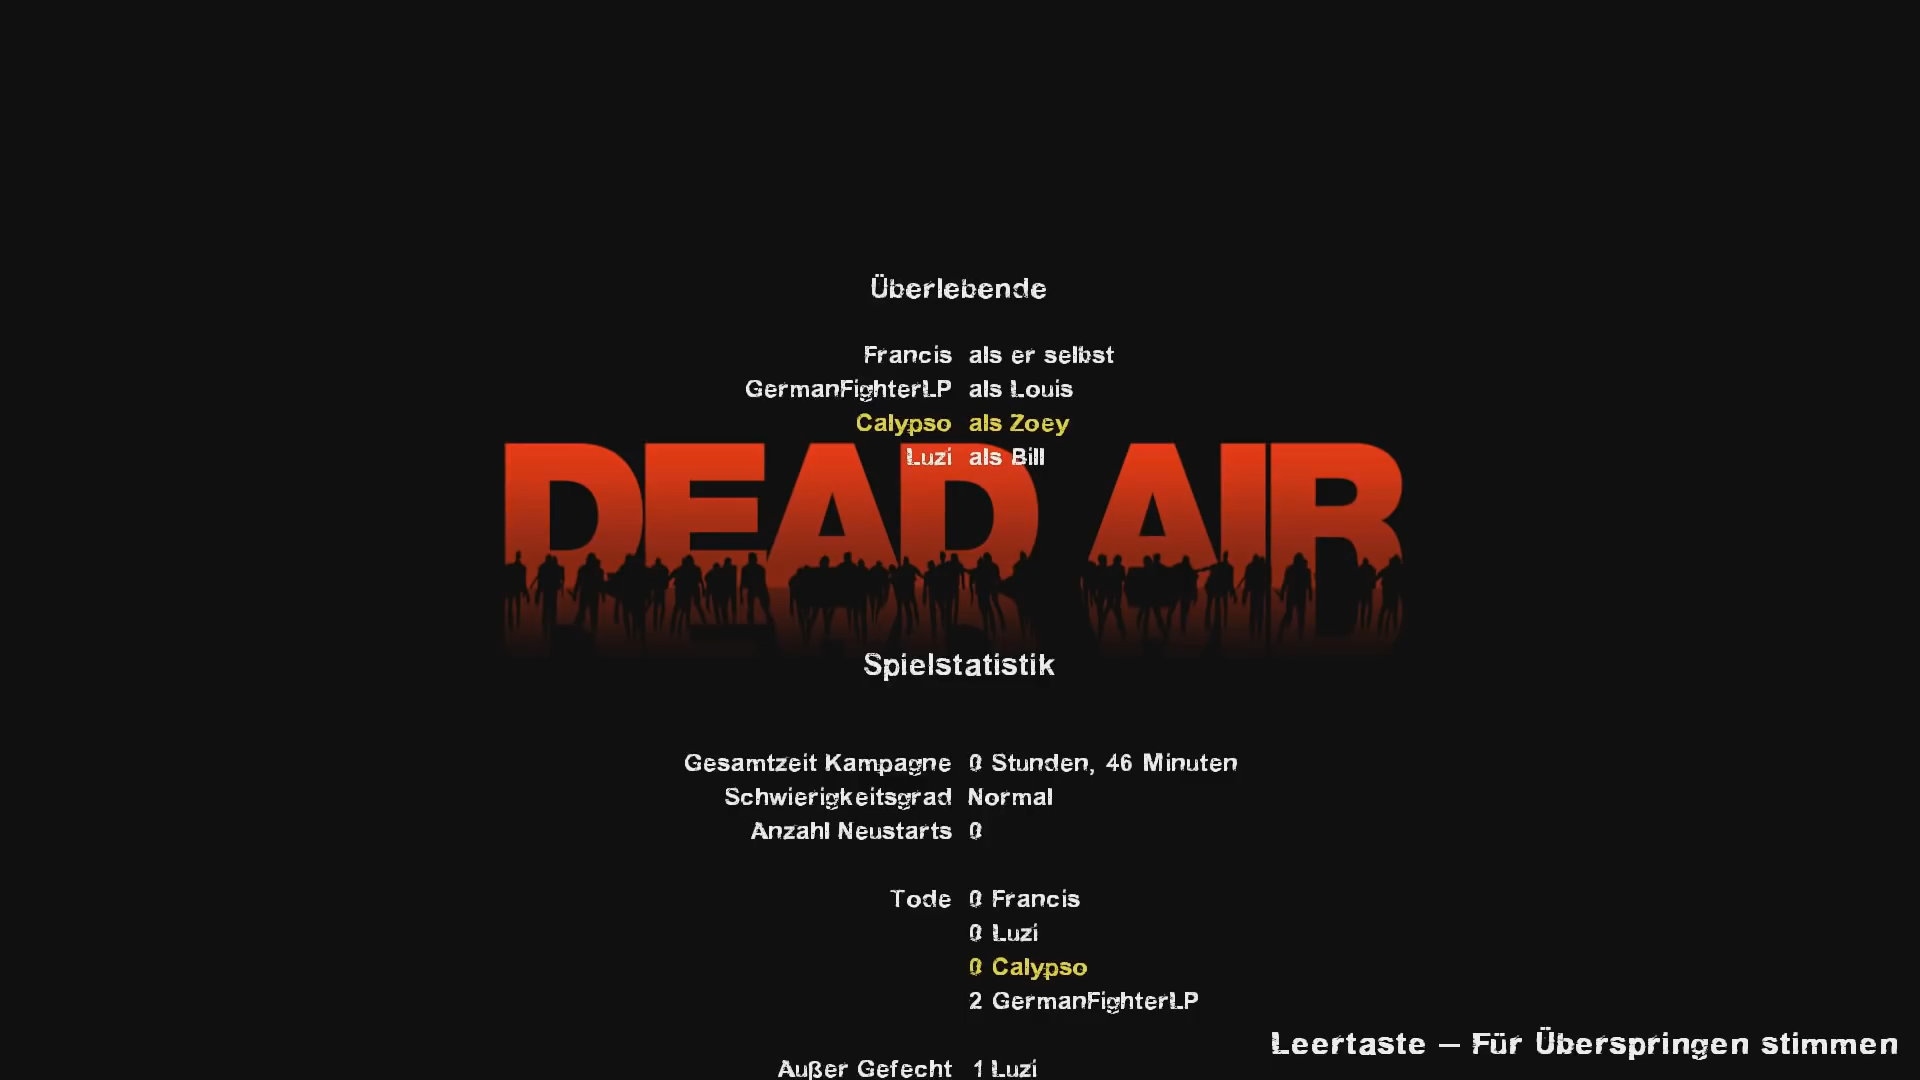 Überlebende
Francis als er selbst
GermanFighterLP als Louis
Calypso als Zoey
Luzi als Bill
DEAD AIR
Spielstatistik
Gesamtzeit Kampagne 0 Stunden, 46 Minuten
Schwierigkeitsgrad Normal
Anzahl Neustarts 0
Tode 0 Francis
0 Luzi
0 Calypso
2 GermanFighterLP
Leertaste – Für Überspringen stimmen
Außer Gefecht 1 Luzi